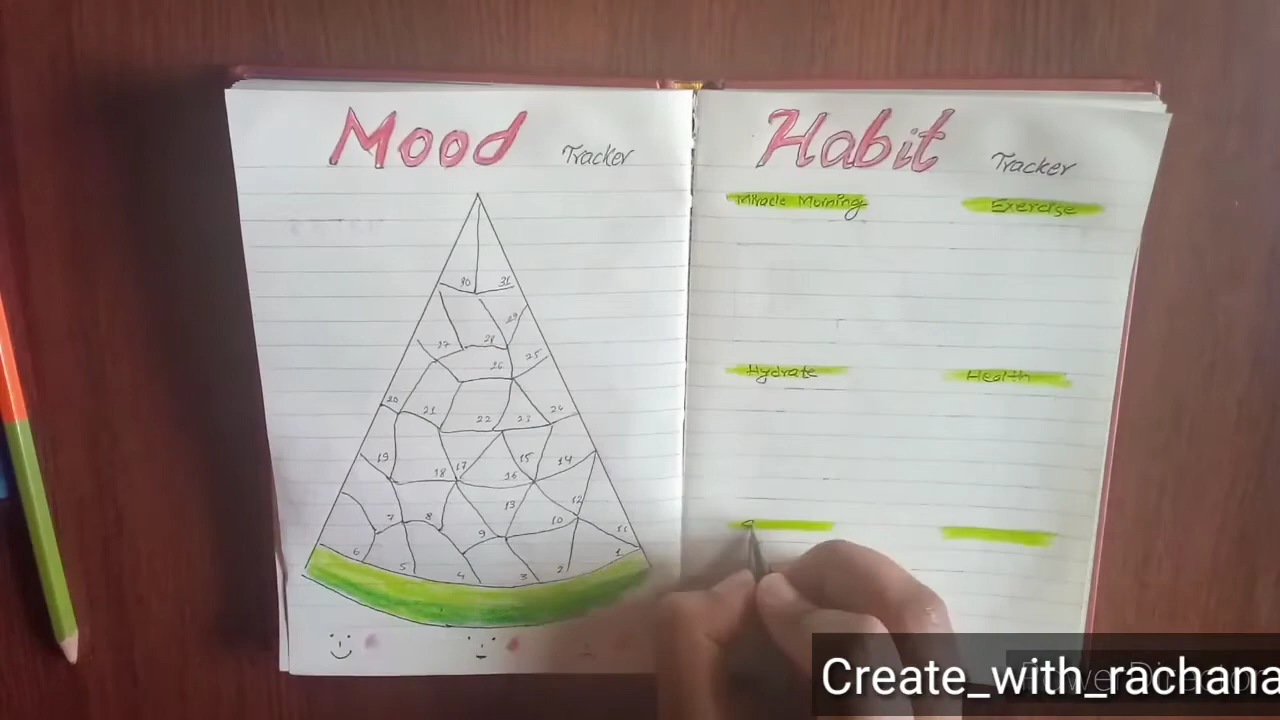 Mood Tracker
30 31
29
27 28
26 25
20 21 22 23 24
19 18 17 16 15 14
13 12
7 8 9 10 11
6 5 4 3 2 1
Habit Tracker
Miracle Morning Exercise
Hydrate Health
Create_with_rachana